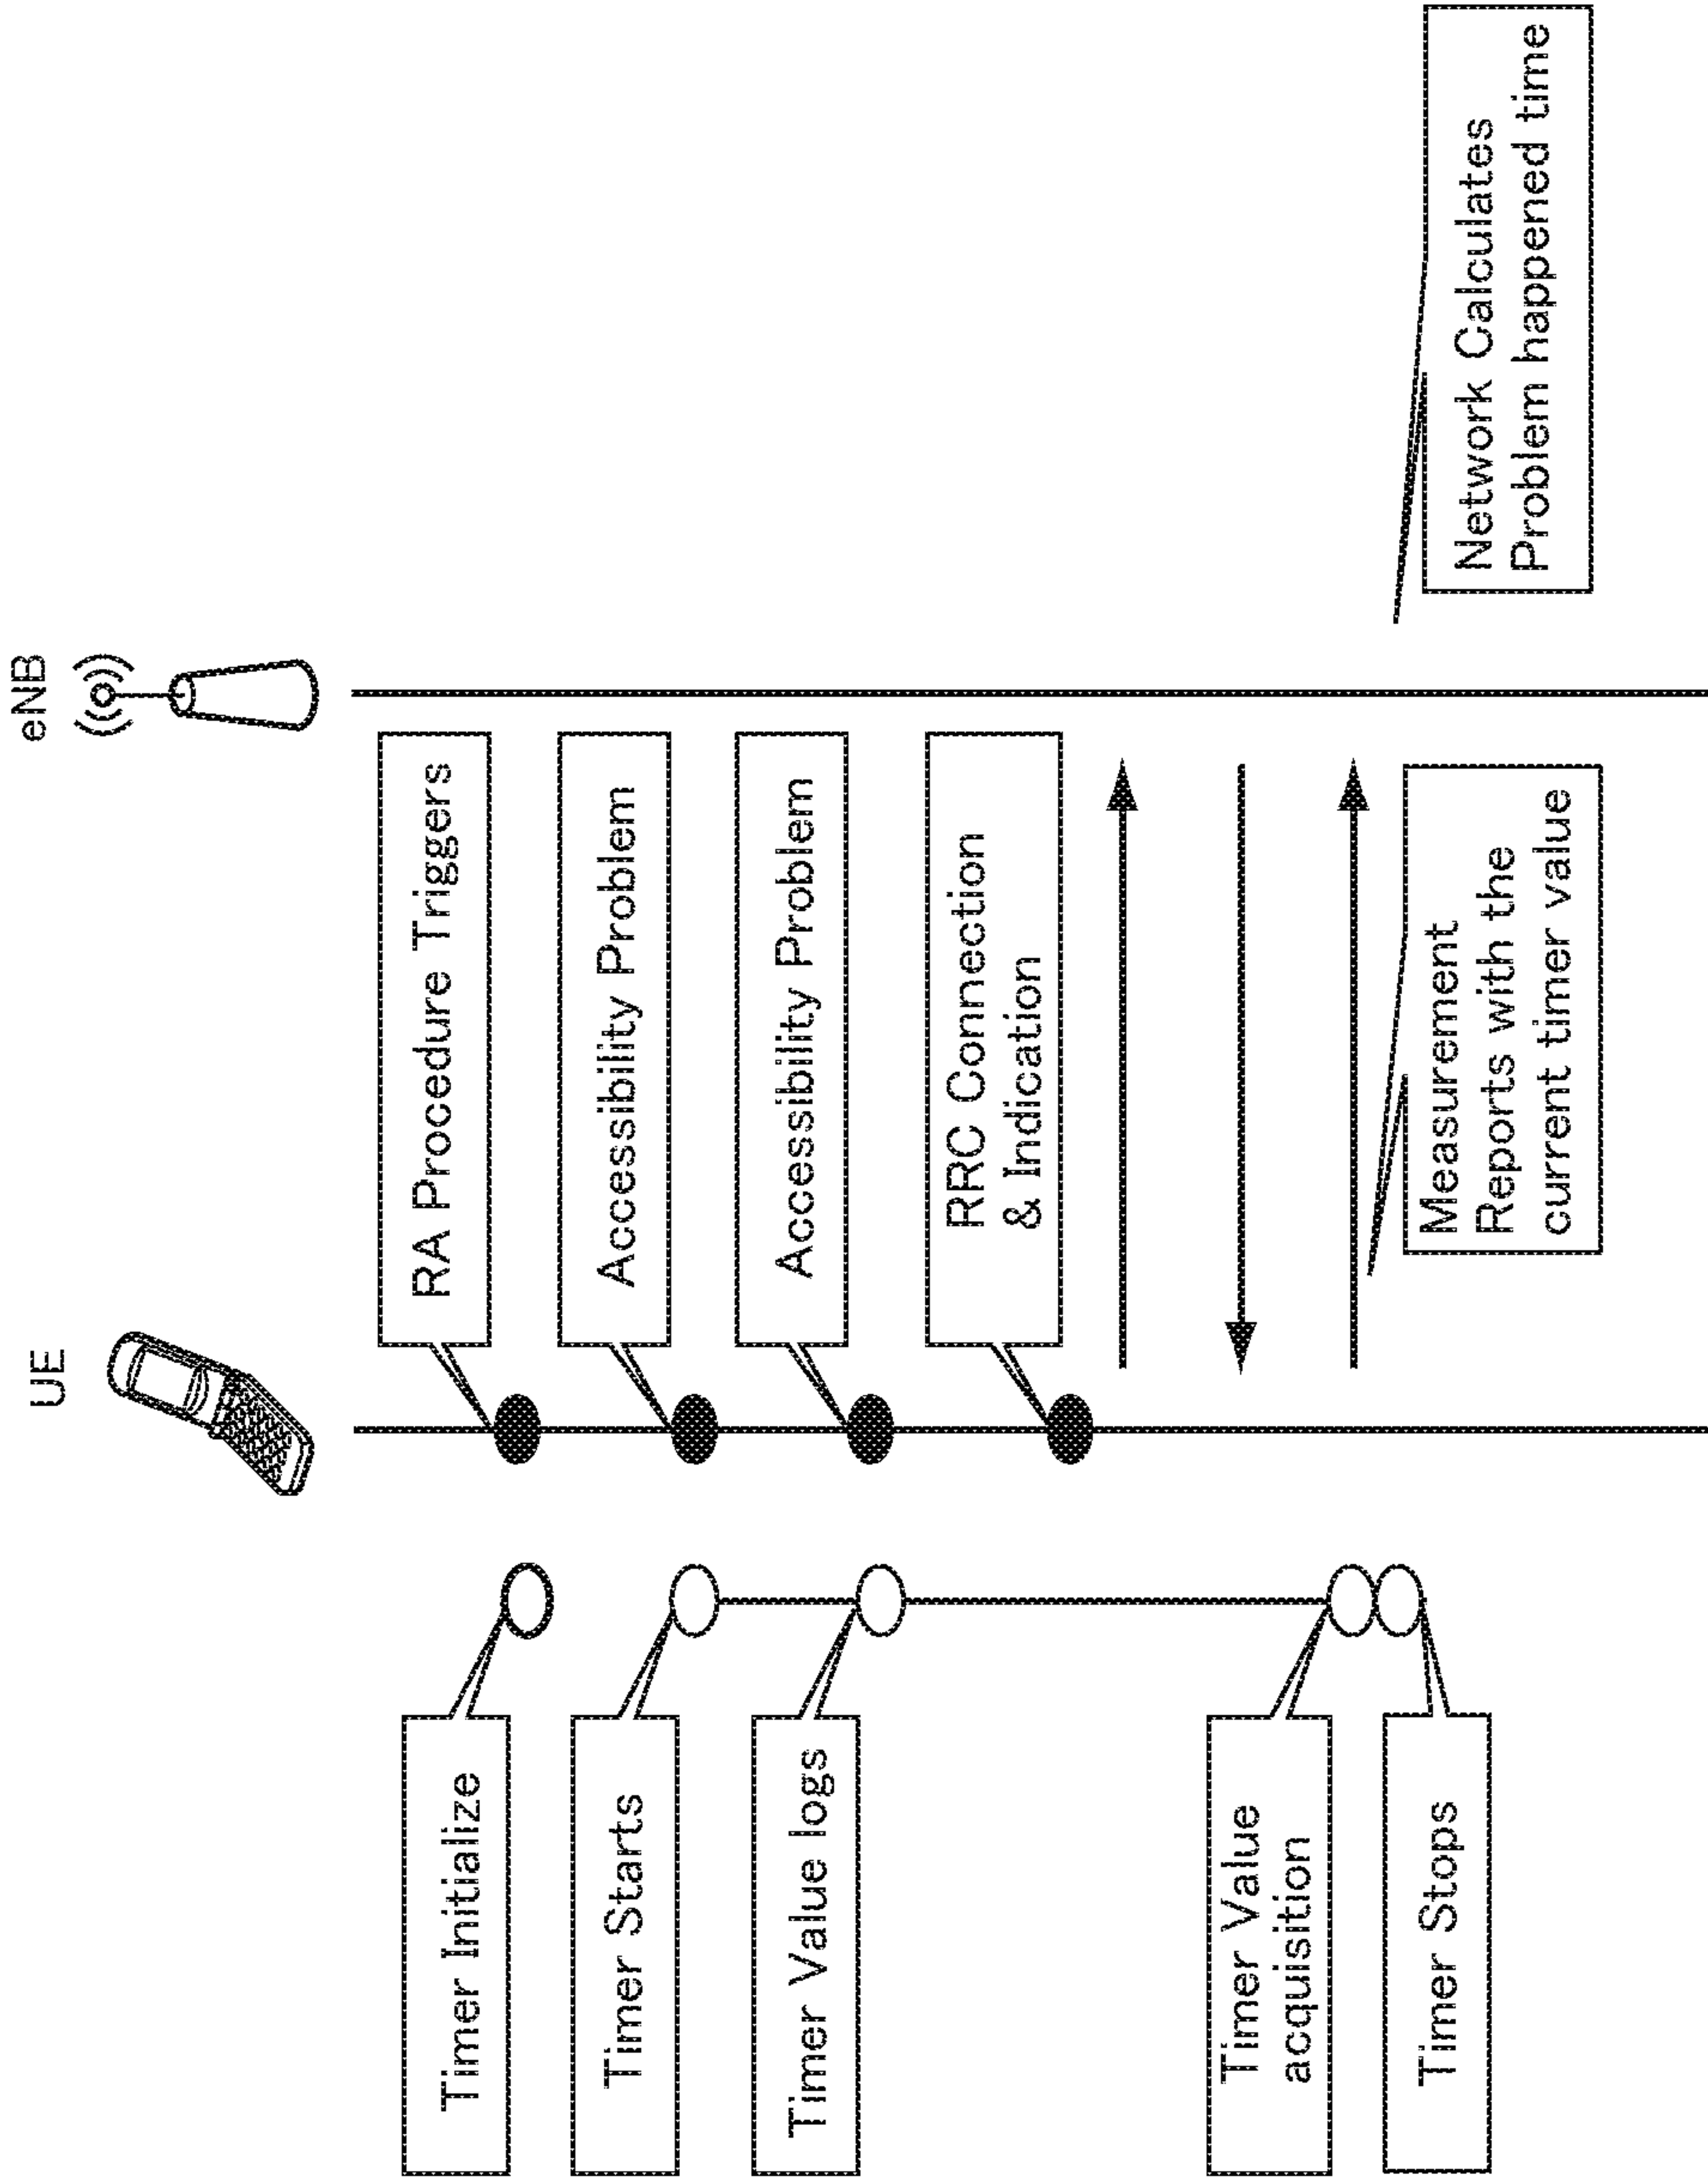 UE
eNB
Timer Initialize
RA Procedure Triggers
Timer Starts
Accessibility Problem
Timer Value logs
Accessibility Problem
RRC Connection
& Indication
Timer Value
acquisition
Timer Stops
Measurement
Reports with the
current timer value
Network Calculates
Problem happened time